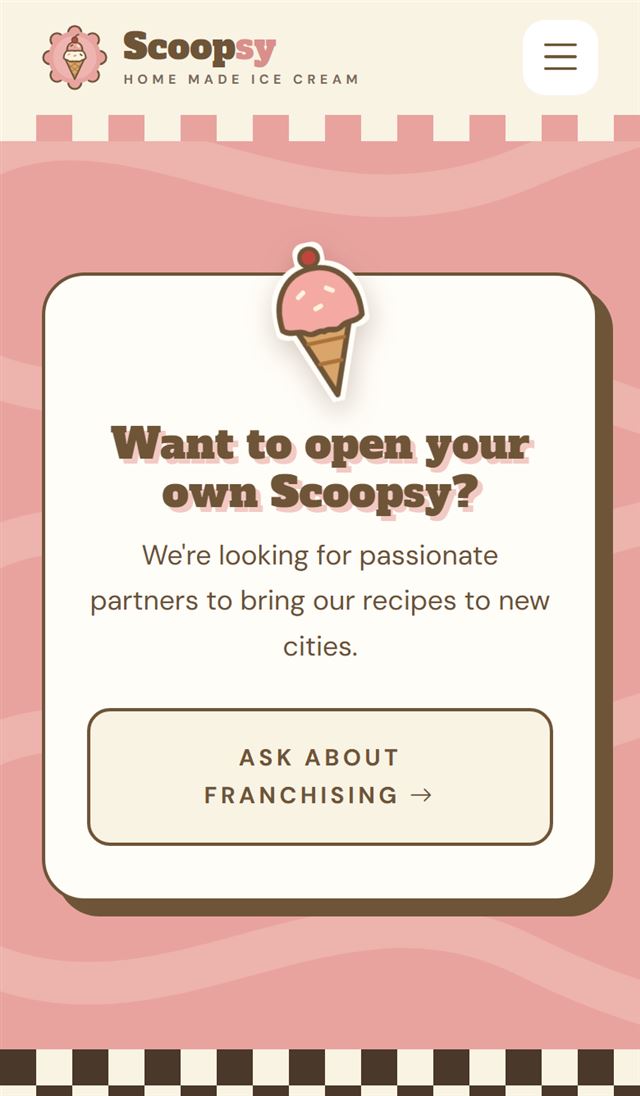 Scoopsy
HOME MADE ICE CREAM
Want to open your
own Scoopsy?
We're looking for passionate
partners to bring our recipes to new
cities.
ASK ABOUT
FRANCHISING →